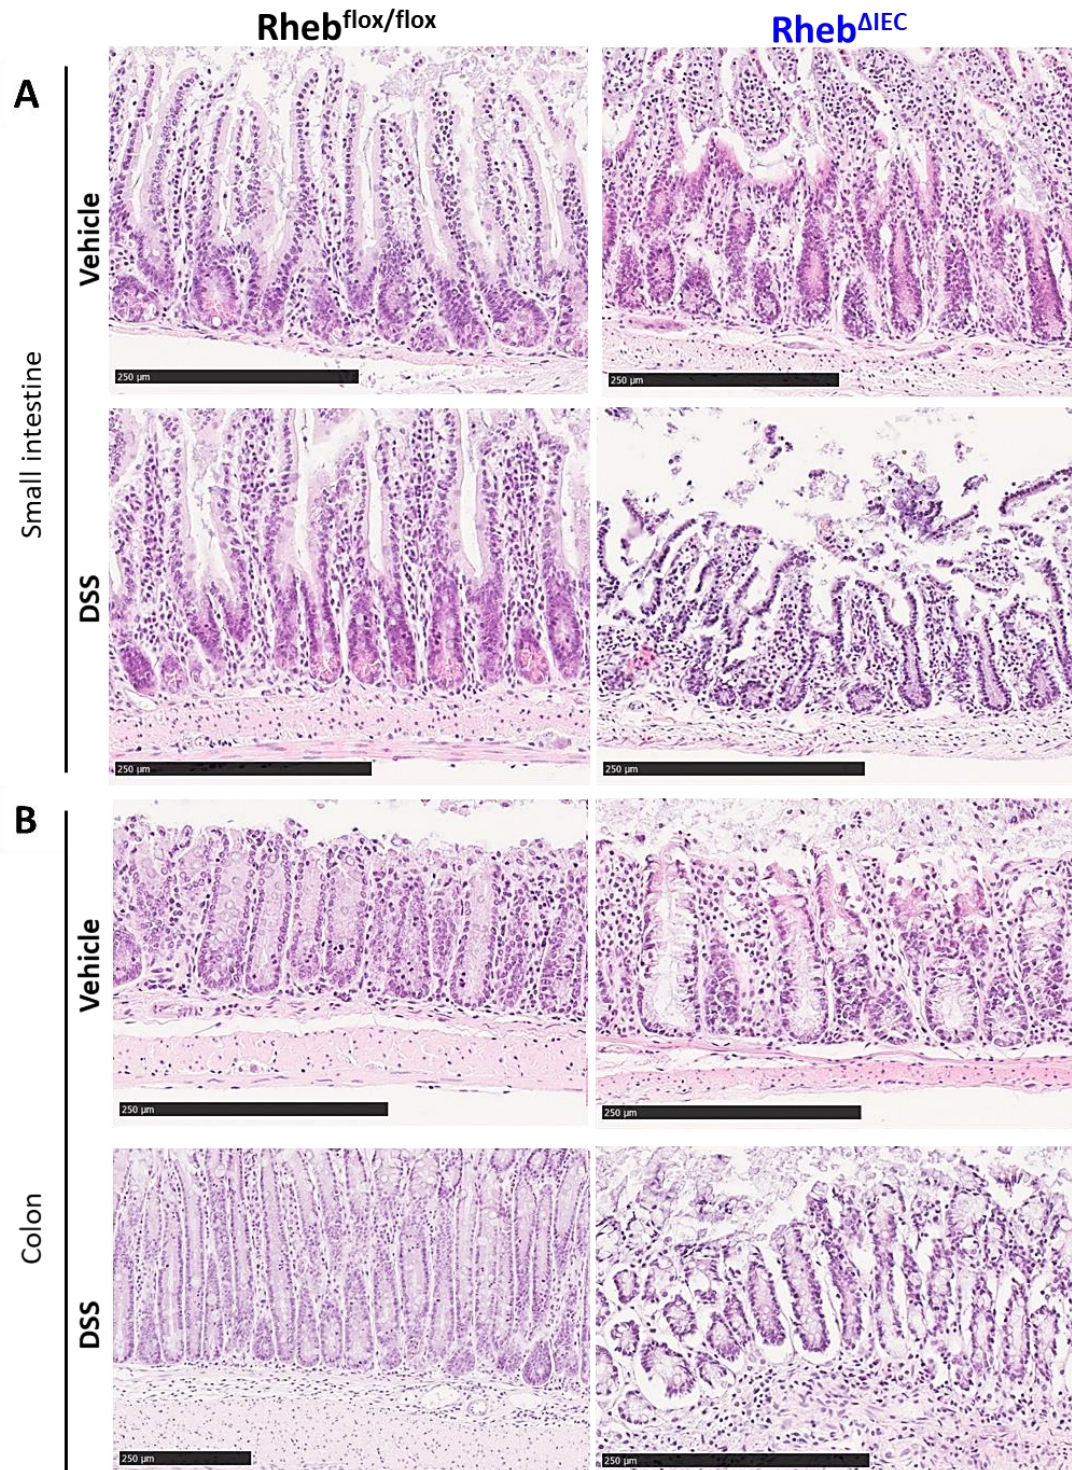 Rheb^flox/flox
Rheb^ΔIEC
A
Small intestine
Vehicle
250 µm
250 µm
DSS
250 µm
250 µm
B
Colon
Vehicle
250 µm
250 µm
DSS
250 µm
250 µm